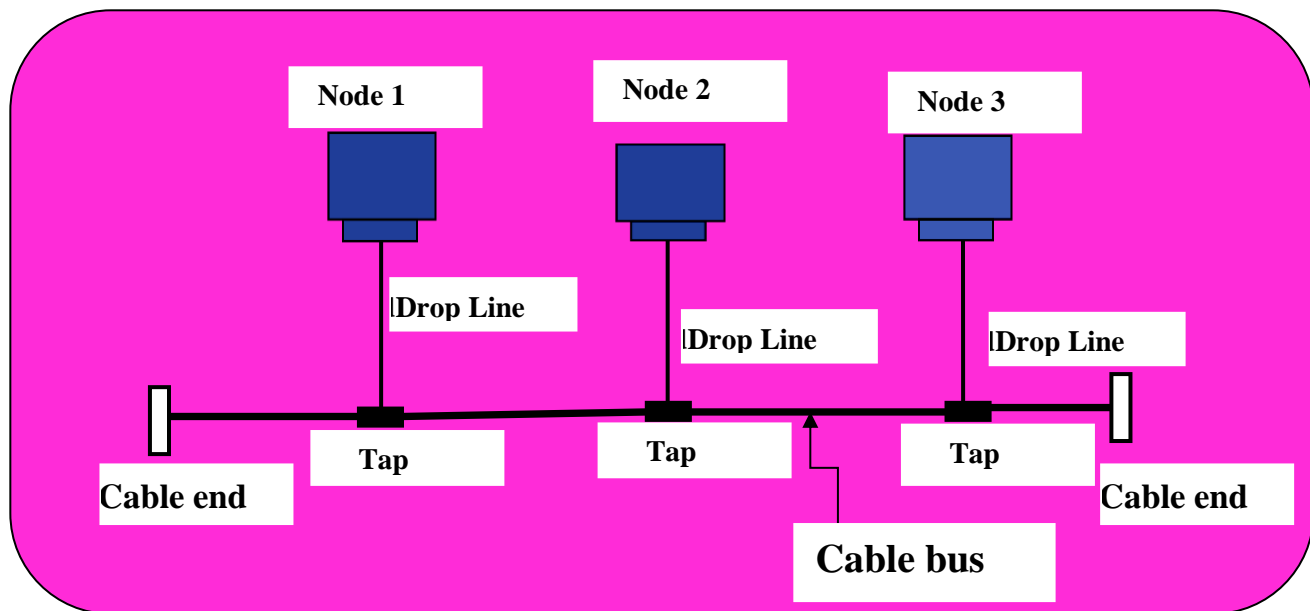 Node 1
Node 2
Node 3
Drop Line
Drop Line
Drop Line
Tap
Tap
Tap
Cable end
Cable end
Cable bus